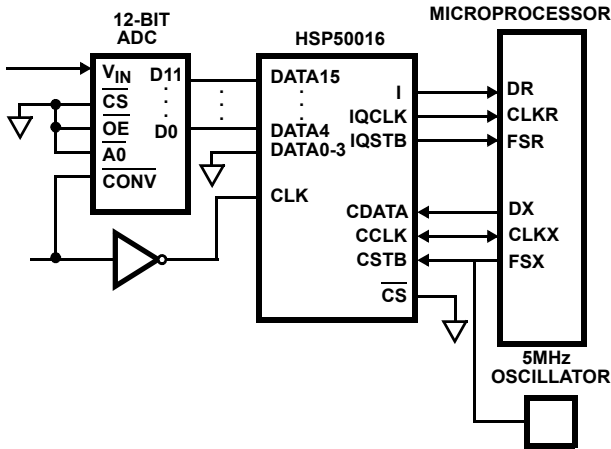 12-BIT
ADC
HSP50016
MICROPROCESSOR
VIN
CS
OE
A0
CONV
D11
D0
DATA15
DATA4
DATA0-3
CLK
I
IQCLK
IQSTB
CDATA
CCLK
CSTB
CS
DR
CLKR
FSR
DX
CLKX
FSX
5MHz
OSCILLATOR